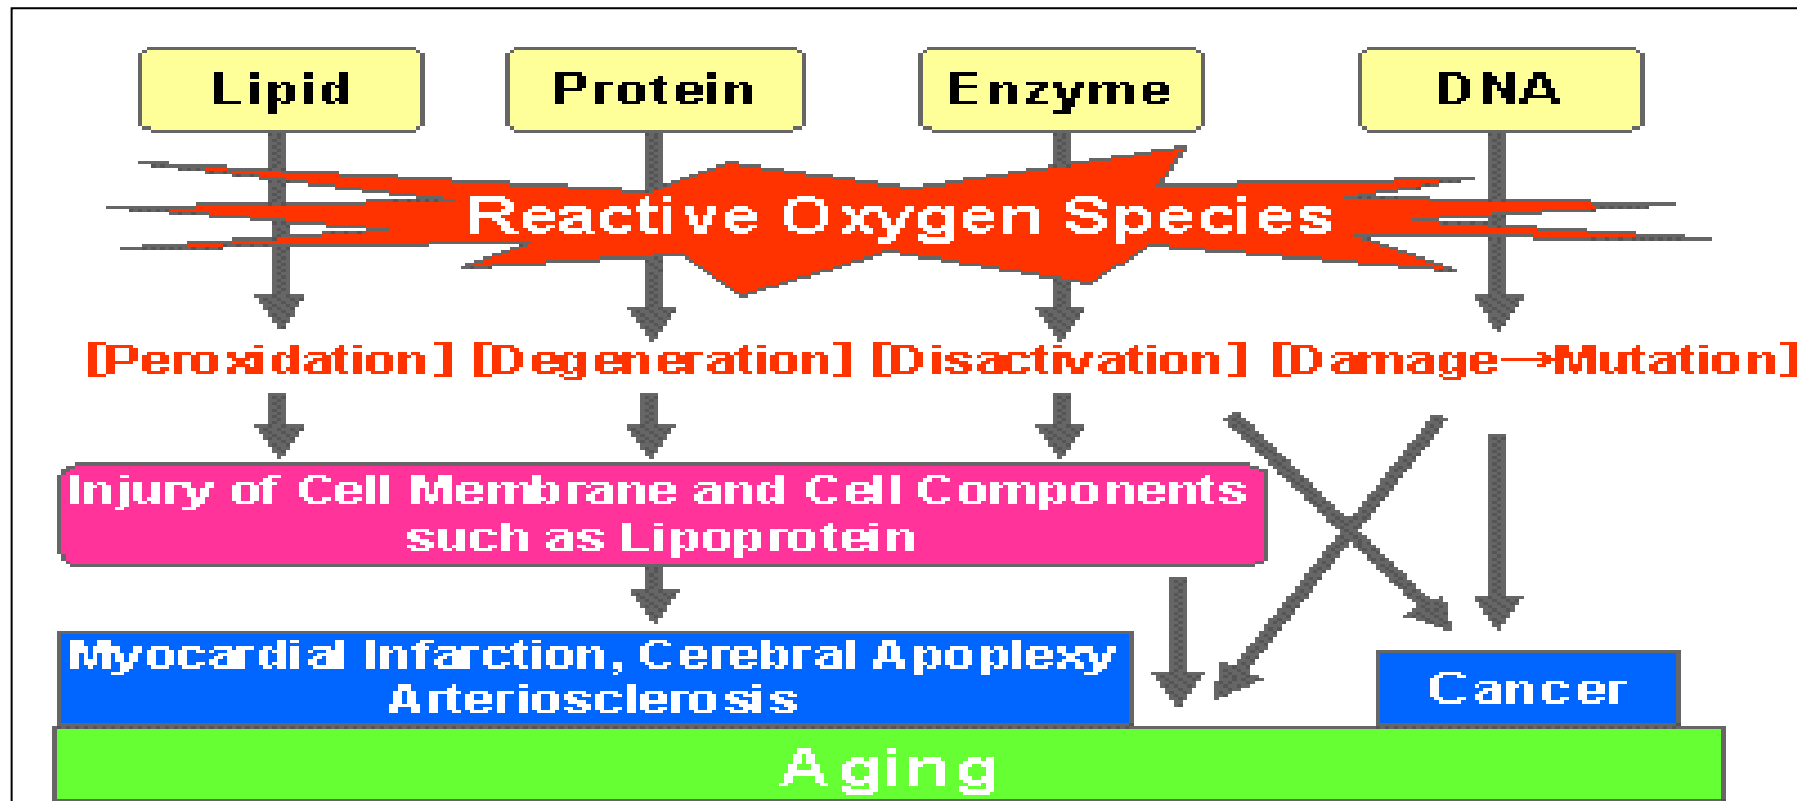 Lipid
Protein
Enzyme
DNA
Reactive Oxygen Species
[Peroxidation]
[Degeneration]
[Disactivation]
[Damage→Mutation]
Injury of Cell Membrane and Cell Components
such as Lipoprotein
Myocardial Infarction, Cerebral Apoplexy
Arteriosclerosis
Cancer
Aging